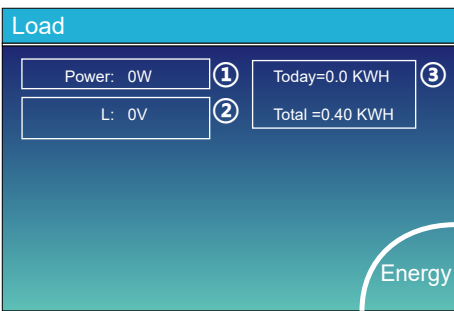 Load
Power: 0W ①
L: 0V ②
Today=0.0 KWH ③
Total =0.40 KWH
Energy